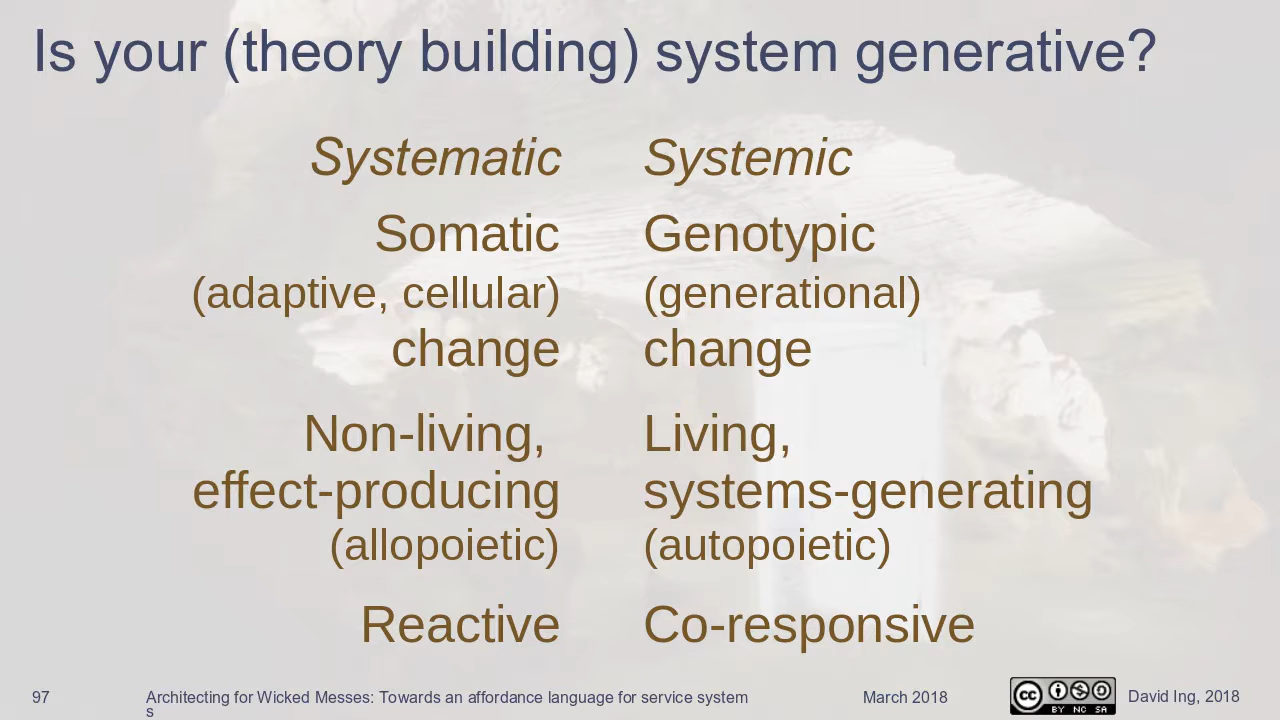 Is your (theory building) system generative?
Systematic
Systemic
Somatic
(adaptive, cellular)
change
Genotypic
(generational)
change
Non-living,
effect-producing
(allopoietic)
Living,
systems-generating
(autopoietic)
Reactive
Co-responsive
97
Architecting for Wicked Messes: Towards an affordance language for service system
s
March 2018
cc
BY NC SA
David Ing, 2018